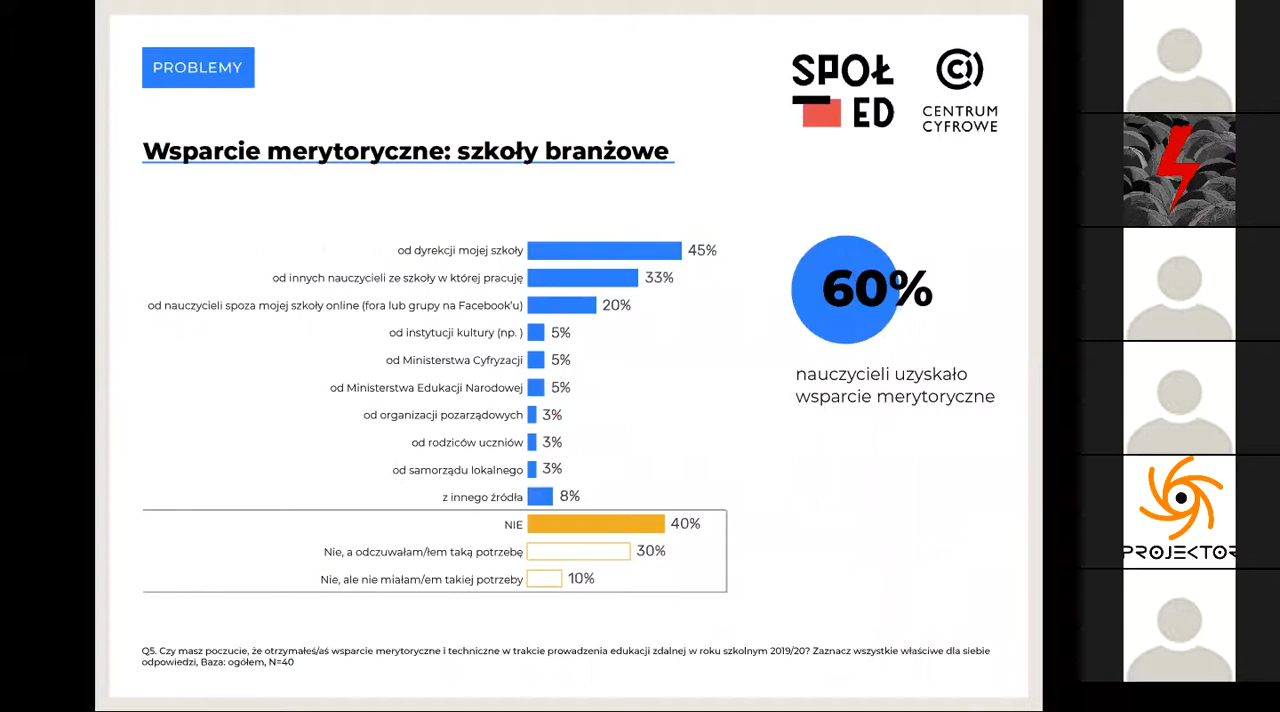 PROBLEMY
SPOŁ
ED
CENTRUM
CYFROWE
Wsparcie merytoryczne: szkoły branżowe
od dyrekcji mojej szkoły 45%
od innych nauczycieli ze szkoły w której pracuję 33%
od nauczycieli spoza mojej szkoły online (fora lub grupy na Facebook'u) 20%
od instytucji kultury (np. ) 5%
od Ministerstwa Cyfryzacji 5%
od Ministerstwa Edukacji Narodowej 5%
od organizacji pozarządowych 3%
od rodziców uczniów 3%
od samorządu lokalnego 3%
z innego źródła 8%
NIE 40%
Nie, a odczuwałam/łem taką potrzebę 30%
Nie, ale nie miałam/em takiej potrzeby 10%
60%
nauczycieli uzyskało
wsparcie merytoryczne
Q5. Czy masz poczucie, że otrzymałeś/aś wsparcie merytoryczne i techniczne w trakcie prowadzenia edukacji zdalnej w roku szkolnym 2019/20? Zaznacz wszystkie właściwe dla siebie
odpowiedzi, Baza: ogółem, N=40
PROJEKTOR